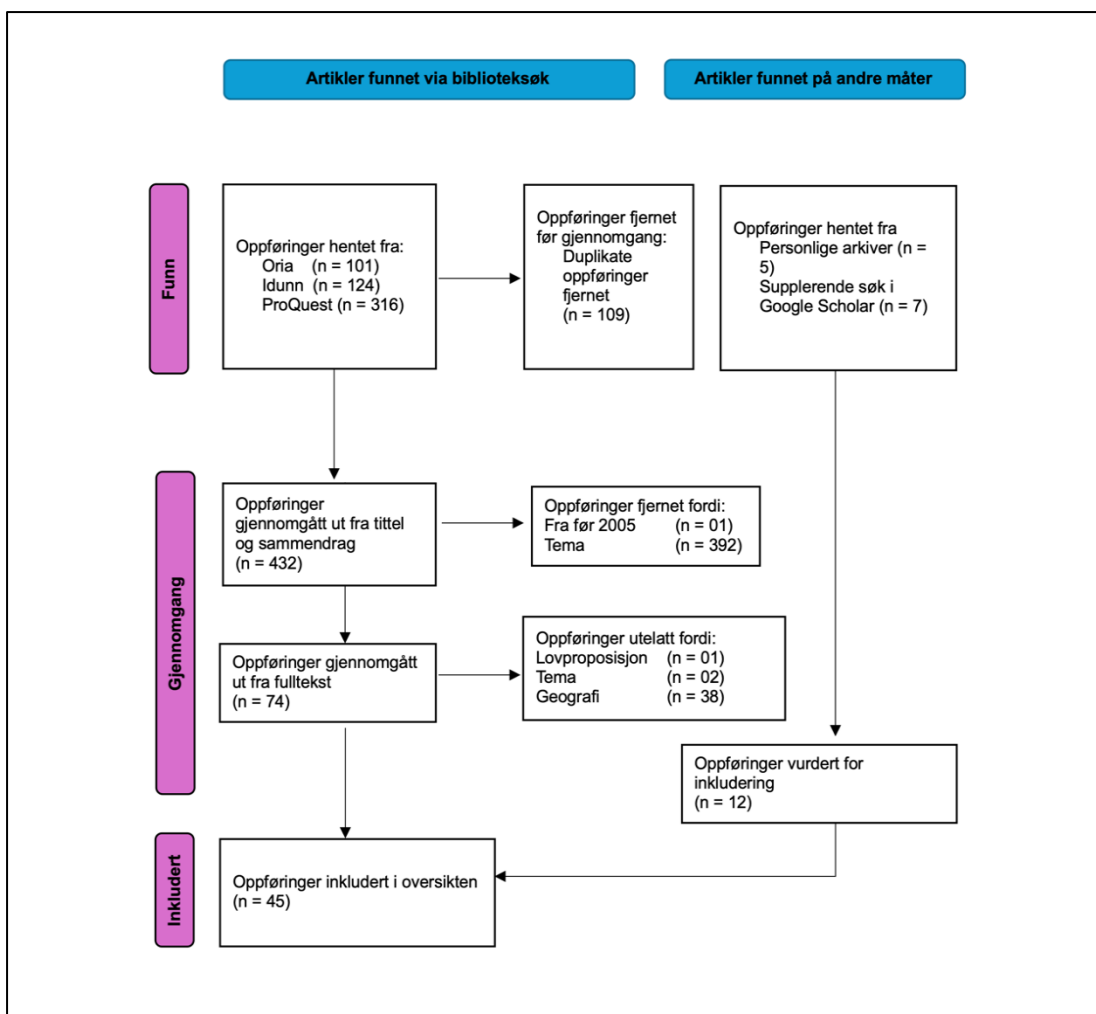 Artikler funnet via biblioteksøk
Artikler funnet på andre måter
Funn
Oppføringer hentet fra:
Oria (n = 101)
Idunn (n = 124)
ProQuest (n = 316)
Oppføringer fjernet
før gjennomgang:
Duplikate
oppføringer
fjernet
(n = 109)
Oppføringer hentet fra
Personlige arkiver (n =
5)
Supplerende søk i
Google Scholar (n = 7)
Gjennomgang
Oppføringer
gjennomgått ut fra tittel
og sammendrag
(n = 432)
Oppføringer fjernet fordi:
Fra før 2005 (n = 01)
Tema (n = 392)
Oppføringer gjennomgått
ut fra fulltekst
(n = 74)
Oppføringer utelatt fordi:
Lovproposisjon (n = 01)
Tema (n = 02)
Geografi (n = 38)
Oppføringer vurdert for
inkludering
(n = 12)
Inkludert
Oppføringer inkludert i oversikten
(n = 45)